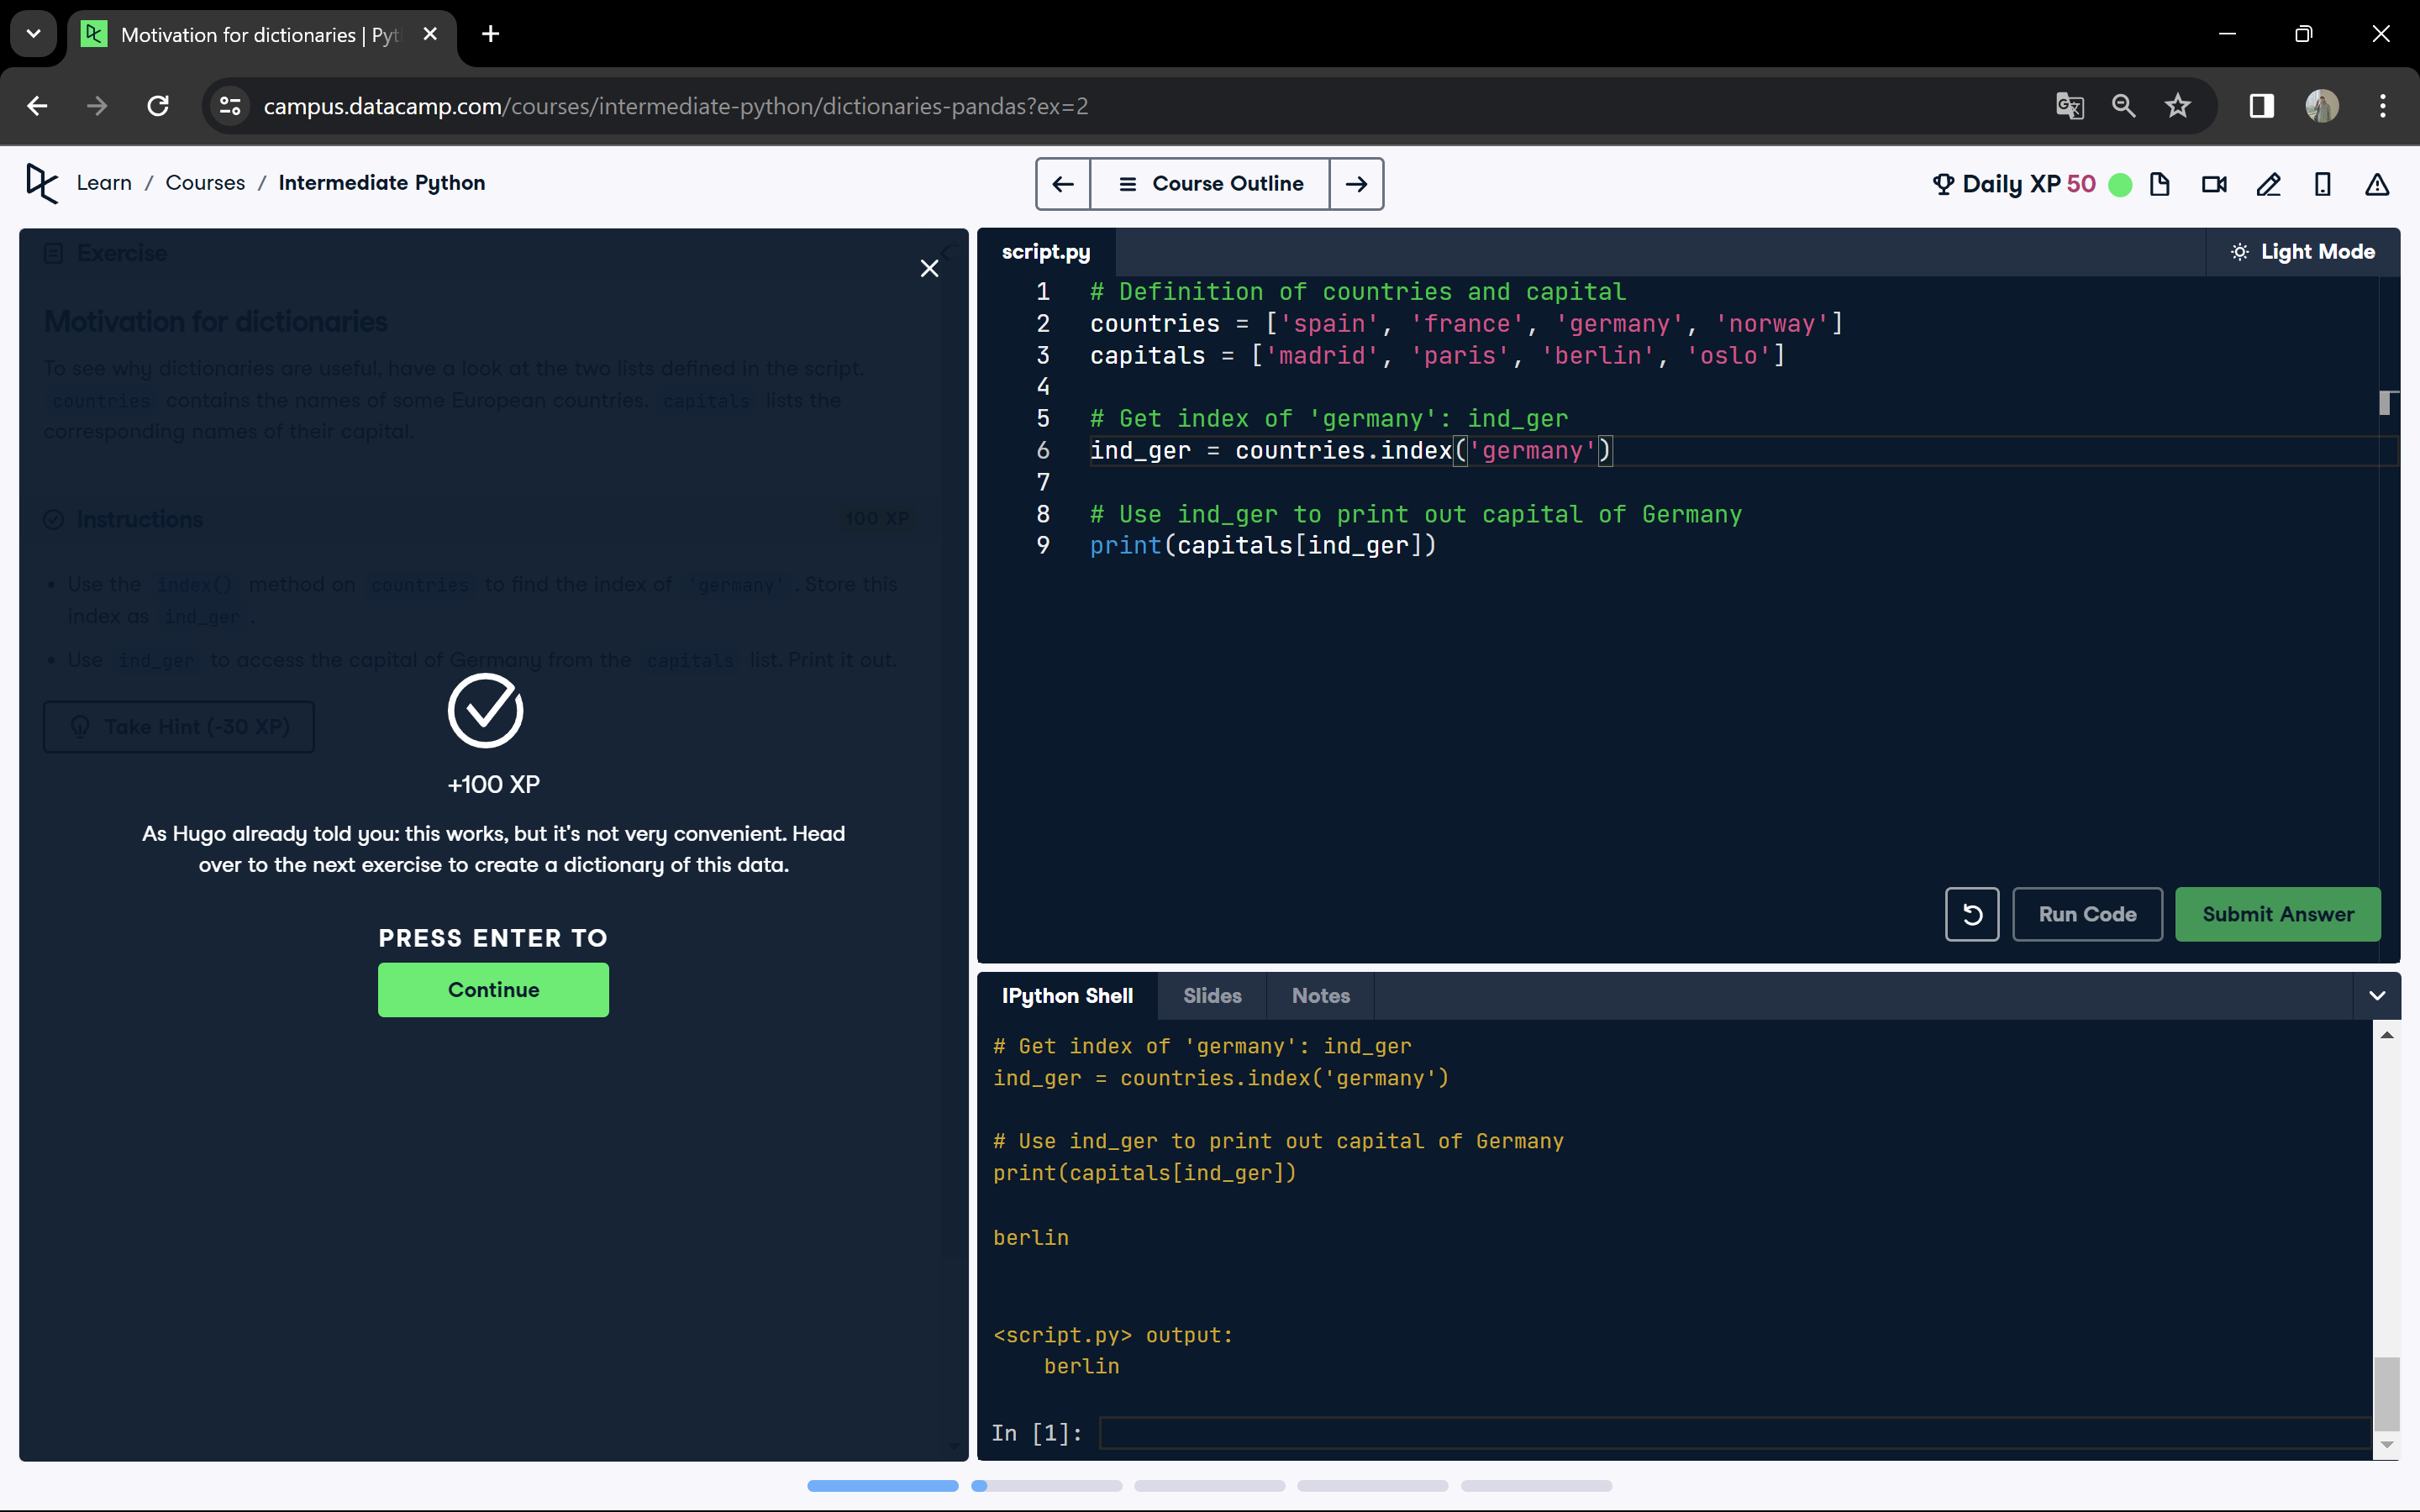 Motivation for dictionaries | Pyt
campus.datacamp.com/courses/intermediate-python/dictionaries-pandas?ex=2
Learn / Courses / Intermediate Python
Course Outline
Daily XP 50
Exercise
Motivation for dictionaries
To see why dictionaries are useful, have a look at the two lists defined in the script.
countries contains the names of some European countries. capitals lists the
corresponding names of their capital.
Instructions
100 XP
• Use the index() method on countries to find the index of 'germany' . Store this
index as ind_ger .
• Use ind_ger to access the capital of Germany from the capitals list. Print it out.
Take Hint (-30 XP)
+100 XP
As Hugo already told you: this works, but it's not very convenient. Head
over to the next exercise to create a dictionary of this data.
PRESS ENTER TO
Continue
script.py
Light Mode
1 # Definition of countries and capital
2 countries = ['spain', 'france', 'germany', 'norway']
3 capitals = ['madrid', 'paris', 'berlin', 'oslo']
4
5 # Get index of 'germany': ind_ger
6 ind_ger = countries.index('germany')
7
8 # Use ind_ger to print out capital of Germany
9 print(capitals[ind_ger])
Run Code
Submit Answer
IPython Shell
Slides
Notes
# Get index of 'germany': ind_ger
ind_ger = countries.index('germany')
# Use ind_ger to print out capital of Germany
print(capitals[ind_ger])
berlin
<script.py> output:
berlin
In [1]: